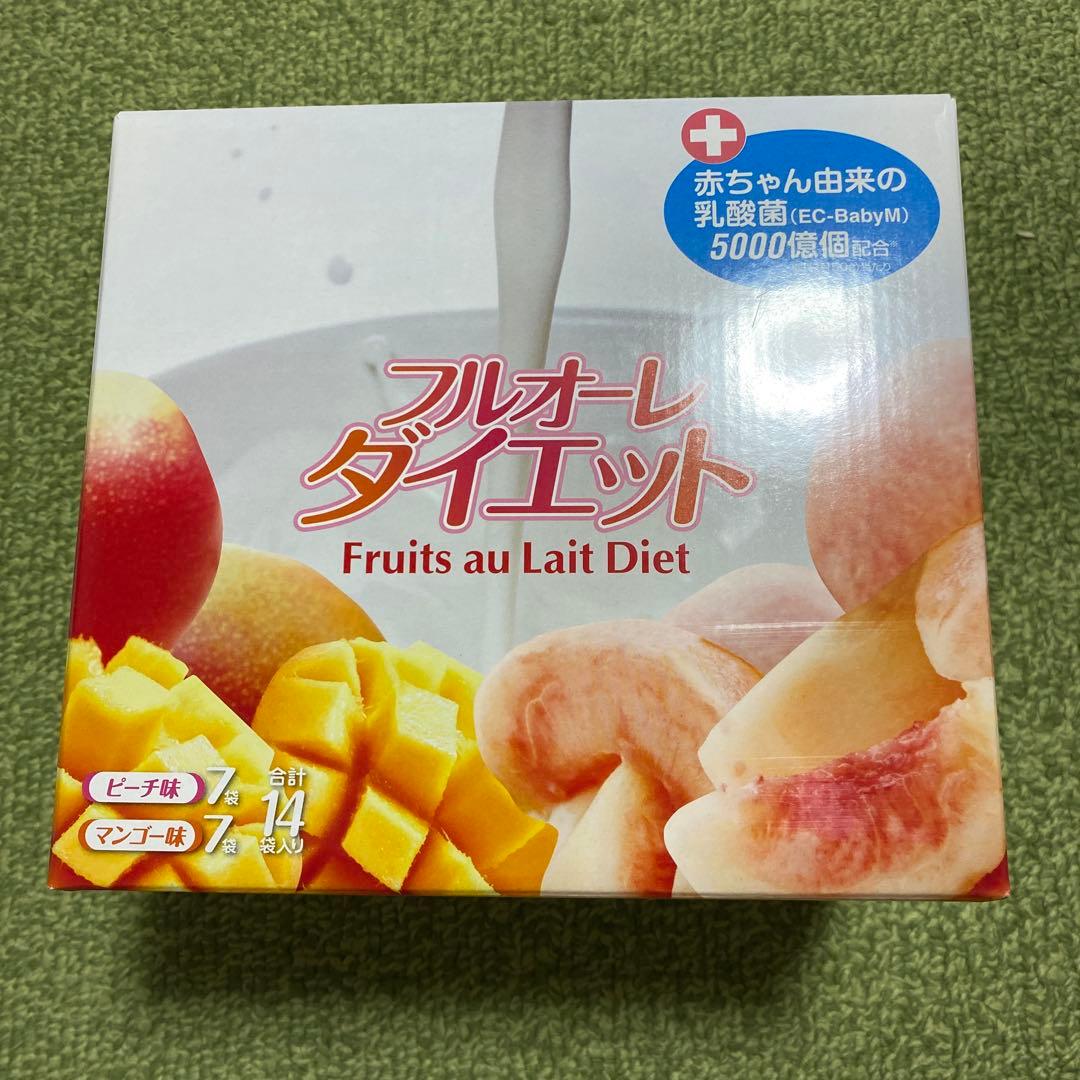 赤ちゃん由来の
乳酸菌(EC-BabyM)
5000億個配合※
フルオーレ
ダイエット
Fruits au Lait Diet
ピーチ味 7袋
マンゴー味 7袋
合計
14
袋入り